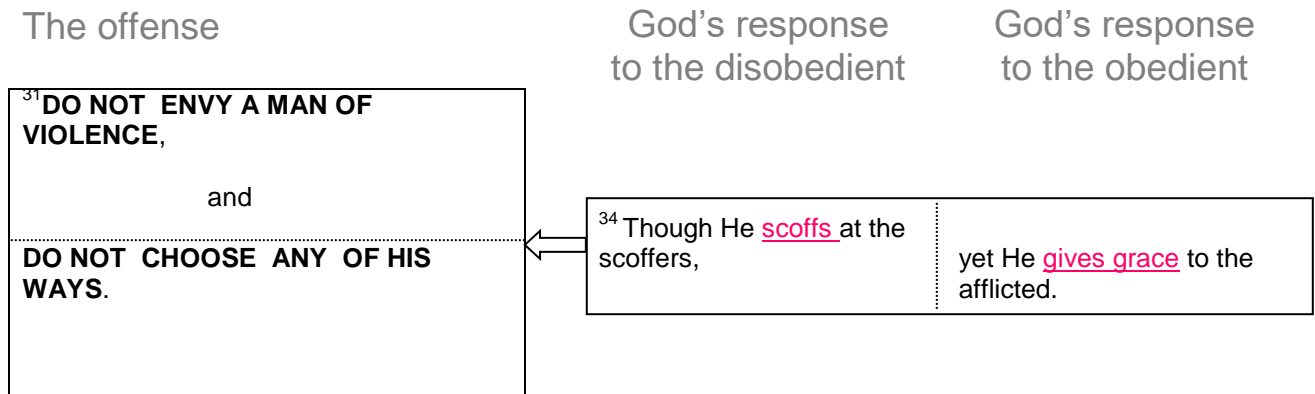 The offense
God’s response
to the disobedient
God’s response
to the obedient
31 DO NOT ENVY A MAN OF
VIOLENCE,
and
DO NOT CHOOSE ANY OF HIS
WAYS.
34 Though He scoffs at the
scoffers,
yet He gives grace to the
afflicted.